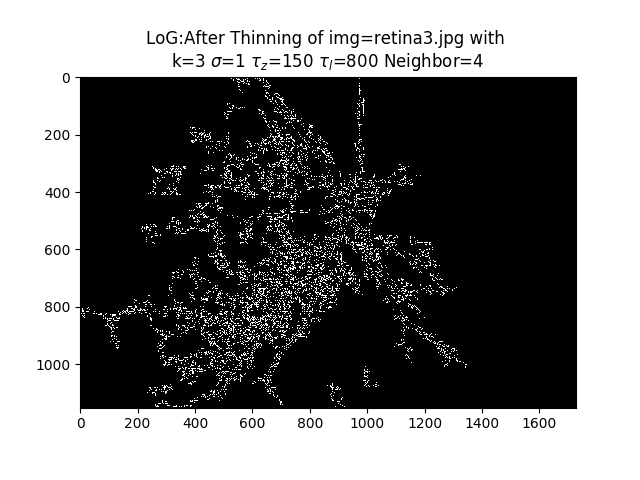 LoG:After Thinning of img=retina3.jpg with
k=3 σ=1 τz=150 τl=800 Neighbor=4
0
200
400
600
800
1000
0 200 400 600 800 1000 1200 1400 1600